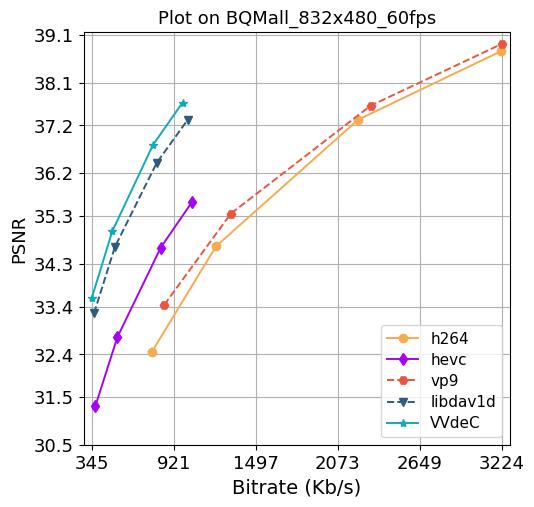 Plot on BQMall_832x480_60fps
PSNR
39.1
38.1
37.2
36.2
35.3
34.3
33.4
32.4
31.5
30.5
h264
hevc
vp9
libdav1d
VVdeC
345 921 1497 2073 2649 3224
Bitrate (Kb/s)